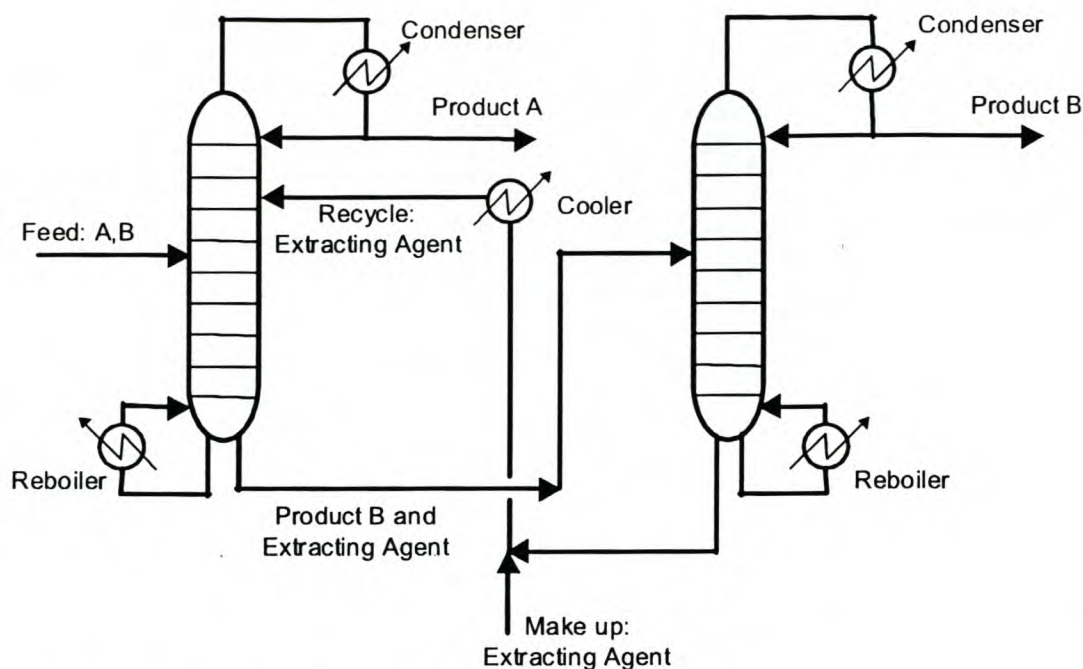 Condenser
Condenser
Product A
Product B
Recycle:
Extracting Agent
Cooler
Feed: A,B
Reboiler
Reboiler
Product B and
Extracting Agent
Make up:
Extracting Agent